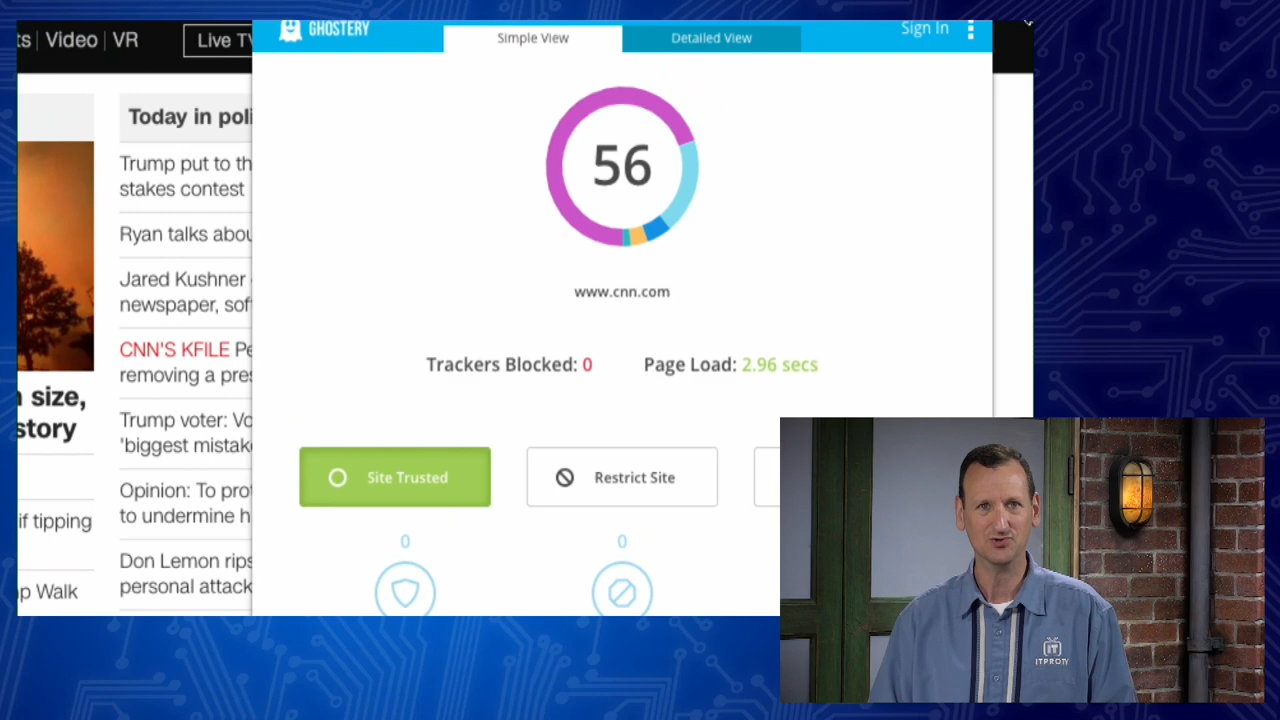 ts | Video | VR
Live TV
GHOSTERY
Simple View
Detailed View
Sign In
Today in poli
Trump put to th
stakes contest
Ryan talks abou
Jared Kushner
newspaper, sof
CNN'S KFILE Pe
removing a pres
Trump voter: Vo
'biggest mistak
Opinion: To prot
to undermine h
Don Lemon rips
personal attack
size,
story
if tipping
p Walk
56
www.cnn.com
Trackers Blocked: 0
Page Load: 2.96 secs
Site Trusted
Restrict Site
0
0
IT
ITPROTV